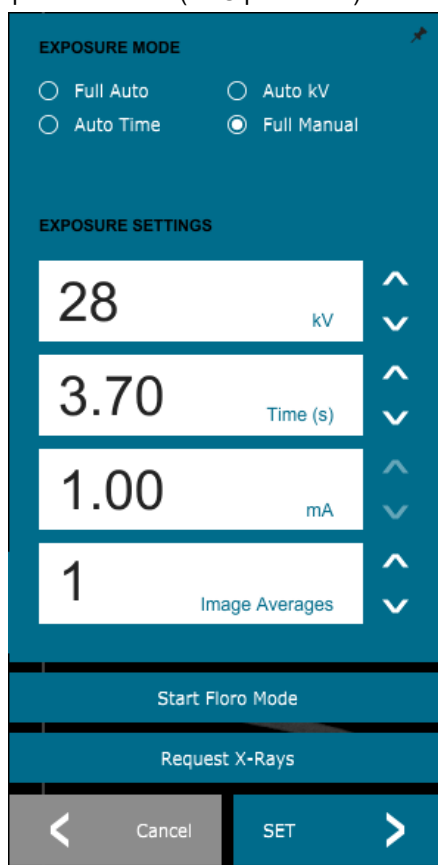 EXPOSURE MODE
Full Auto Auto kV
Auto Time Full Manual
EXPOSURE SETTINGS
28 kV
3.70 Time (s)
1.00 mA
1 Image Averages
Start Floro Mode
Request X-Rays
Cancel SET